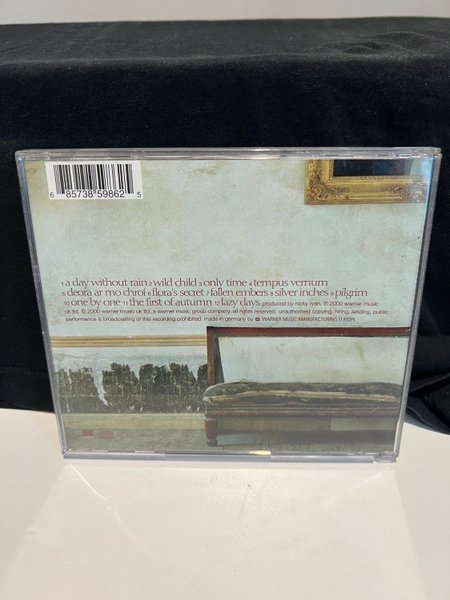 6 85738 59862 5
1 a day without rain 2 wild child 3 only time 4 tempus vernum
5 deora ar mo chroí 6 flora's secret 7 fallen embers 8 silver inches 9 pilgrim
10 one by one 11 the first of autumn 12 lazy days produced by nicky ryan. ℗ 2000 warner music
uk ltd. © 2000 warner music uk ltd. a warner music group company. all rights reserved. unauthorised copying, hiring, lending, public
performance & broadcasting of this recording prohibited. made in germany by WARNER MUSIC MANUFACTURING EUROPE.